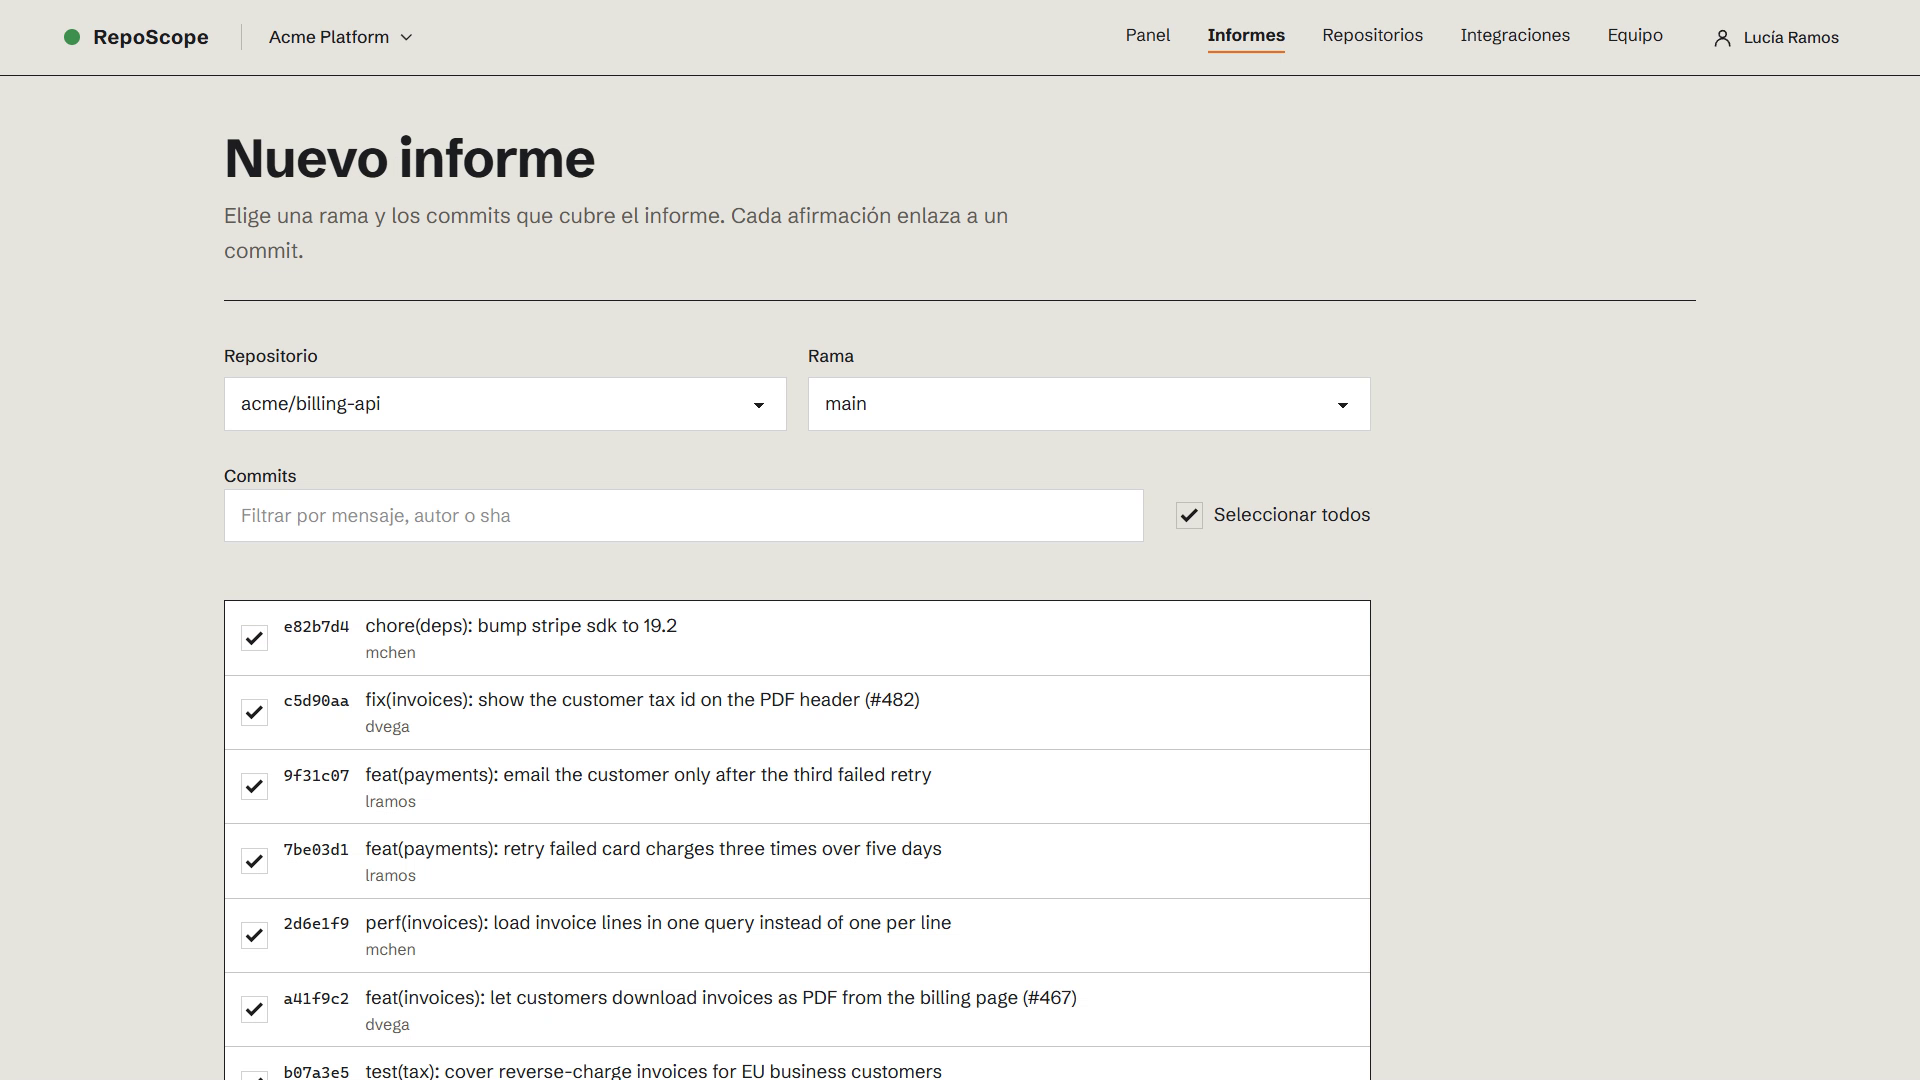 RepoScope
Acme Platform
Panel
Informes
Repositorios
Integraciones
Equipo
Lucía Ramos
Nuevo informe
Elige una rama y los commits que cubre el informe. Cada afirmación enlaza a un
commit.
Repositorio
Rama
acme/billing-api
main
Commits
Filtrar por mensaje, autor o sha
Seleccionar todos
e82b7d4 chore(deps): bump stripe sdk to 19.2
mchen
c5d90aa fix(invoices): show the customer tax id on the PDF header (#482)
dvega
9f31c07 feat(payments): email the customer only after the third failed retry
lramos
7be03d1 feat(payments): retry failed card charges three times over five days
lramos
2d6e1f9 perf(invoices): load invoice lines in one query instead of one per line
mchen
a41f9c2 feat(invoices): let customers download invoices as PDF from the billing page (#467)
dvega
b07a3e5 test(tax): cover reverse-charge invoices for EU business customers